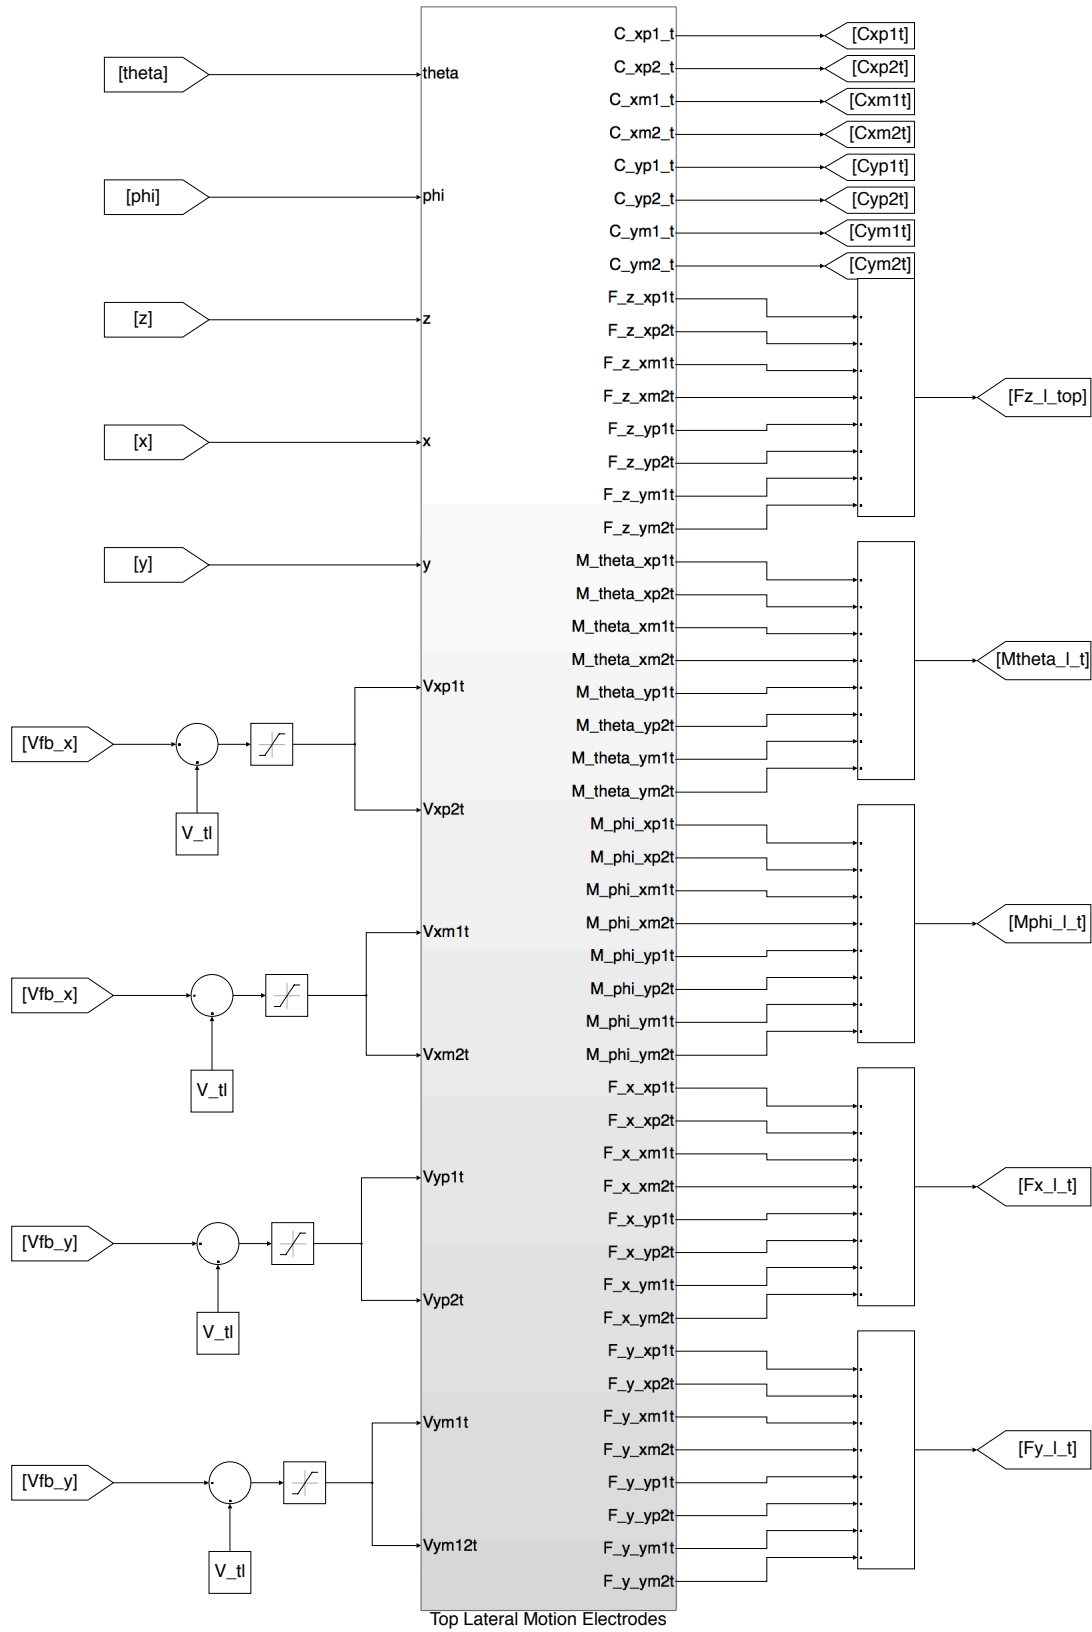 [theta]
[phi]
[z]
[x]
[y]
[Vfb_x]
V_tl
[Vfb_x]
V_tl
[Vfb_y]
V_tl
[Vfb_y]
V_tl
theta
phi
z
x
y
Vxp1t
Vxp2t
Vxm1t
Vxm2t
Vyp1t
Vyp2t
Vym1t
Vym12t
C_xp1_t
C_xp2_t
C_xm1_t
C_xm2_t
C_yp1_t
C_yp2_t
C_ym1_t
C_ym2_t
F_z_xp1t
F_z_xp2t
F_z_xm1t
F_z_xm2t
F_z_yp1t
F_z_yp2t
F_z_ym1t
F_z_ym2t
M_theta_xp1t
M_theta_xp2t
M_theta_xm1t
M_theta_xm2t
M_theta_yp1t
M_theta_yp2t
M_theta_ym1t
M_theta_ym2t
M_phi_xp1t
M_phi_xp2t
M_phi_xm1t
M_phi_xm2t
M_phi_yp1t
M_phi_yp2t
M_phi_ym1t
M_phi_ym2t
F_x_xp1t
F_x_xp2t
F_x_xm1t
F_x_xm2t
F_x_yp1t
F_x_yp2t
F_x_ym1t
F_x_ym2t
F_y_xp1t
F_y_xp2t
F_y_xm1t
F_y_xm2t
F_y_yp1t
F_y_yp2t
F_y_ym1t
F_y_ym2t
[Cxp1t]
[Cxp2t]
[Cxm1t]
[Cxm2t]
[Cyp1t]
[Cyp2t]
[Cym1t]
[Cym2t]
[Fz_l_top]
[Mtheta_l_t]
[Mphi_l_t]
[Fx_l_t]
[Fy_l_t]
Top Lateral Motion Electrodes